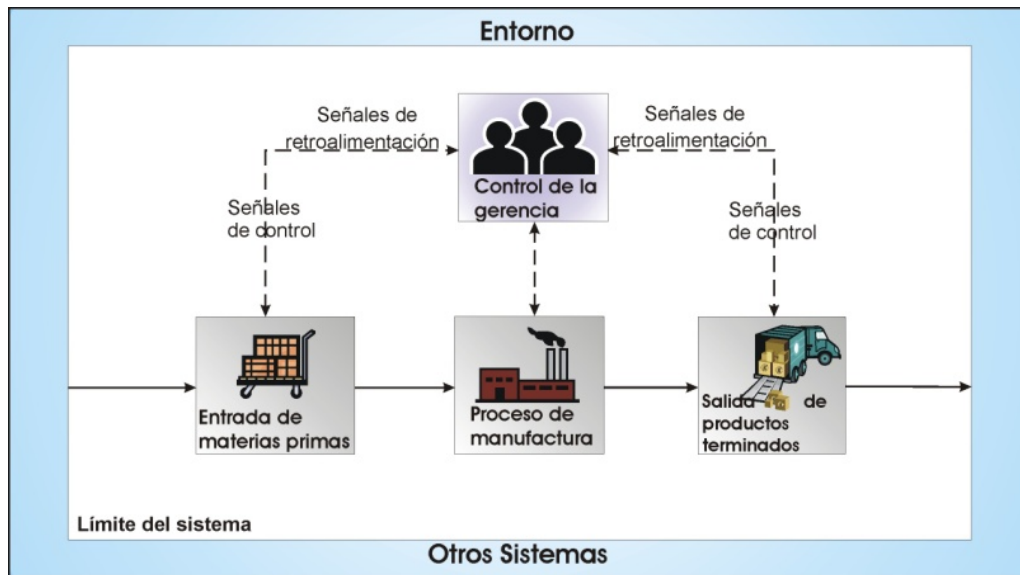 Entorno
Señales de
retroalimentación
Señales de
retroalimentación
Control de la
gerencia
Señales
de control
Señales
de control
Entrada de
materias primas
Proceso de
manufactura
Salida de
productos
terminados
Límite del sistema
Otros Sistemas